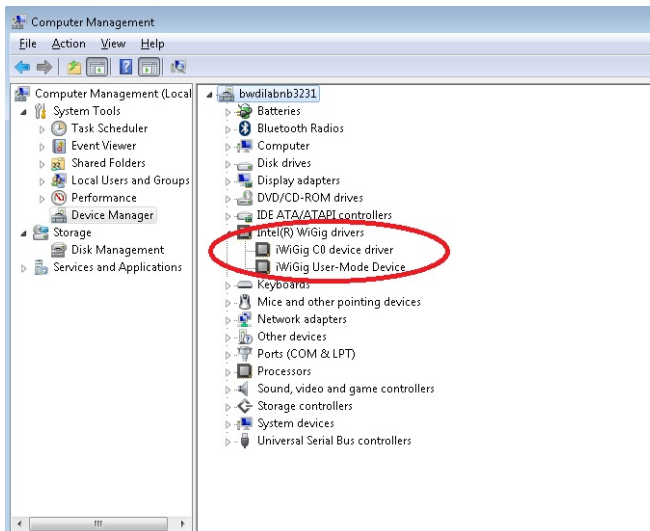 Computer Management
File Action View Help
Computer Management (Local
System Tools
Task Scheduler
Event Viewer
Shared Folders
Local Users and Groups
Performance
Device Manager
Storage
Disk Management
Services and Applications
bwdilabnb3231
Batteries
Bluetooth Radios
Computer
Disk drives
Display adapters
DVD/CD-ROM drives
IDE ATA/ATAPI controllers
Intel(R) WiGig drivers
iWiGig C0 device driver
iWiGig User-Mode Device
Keyboards
Mice and other pointing devices
Network adapters
Other devices
Ports (COM & LPT)
Processors
Sound, video and game controllers
Storage controllers
System devices
Universal Serial Bus controllers